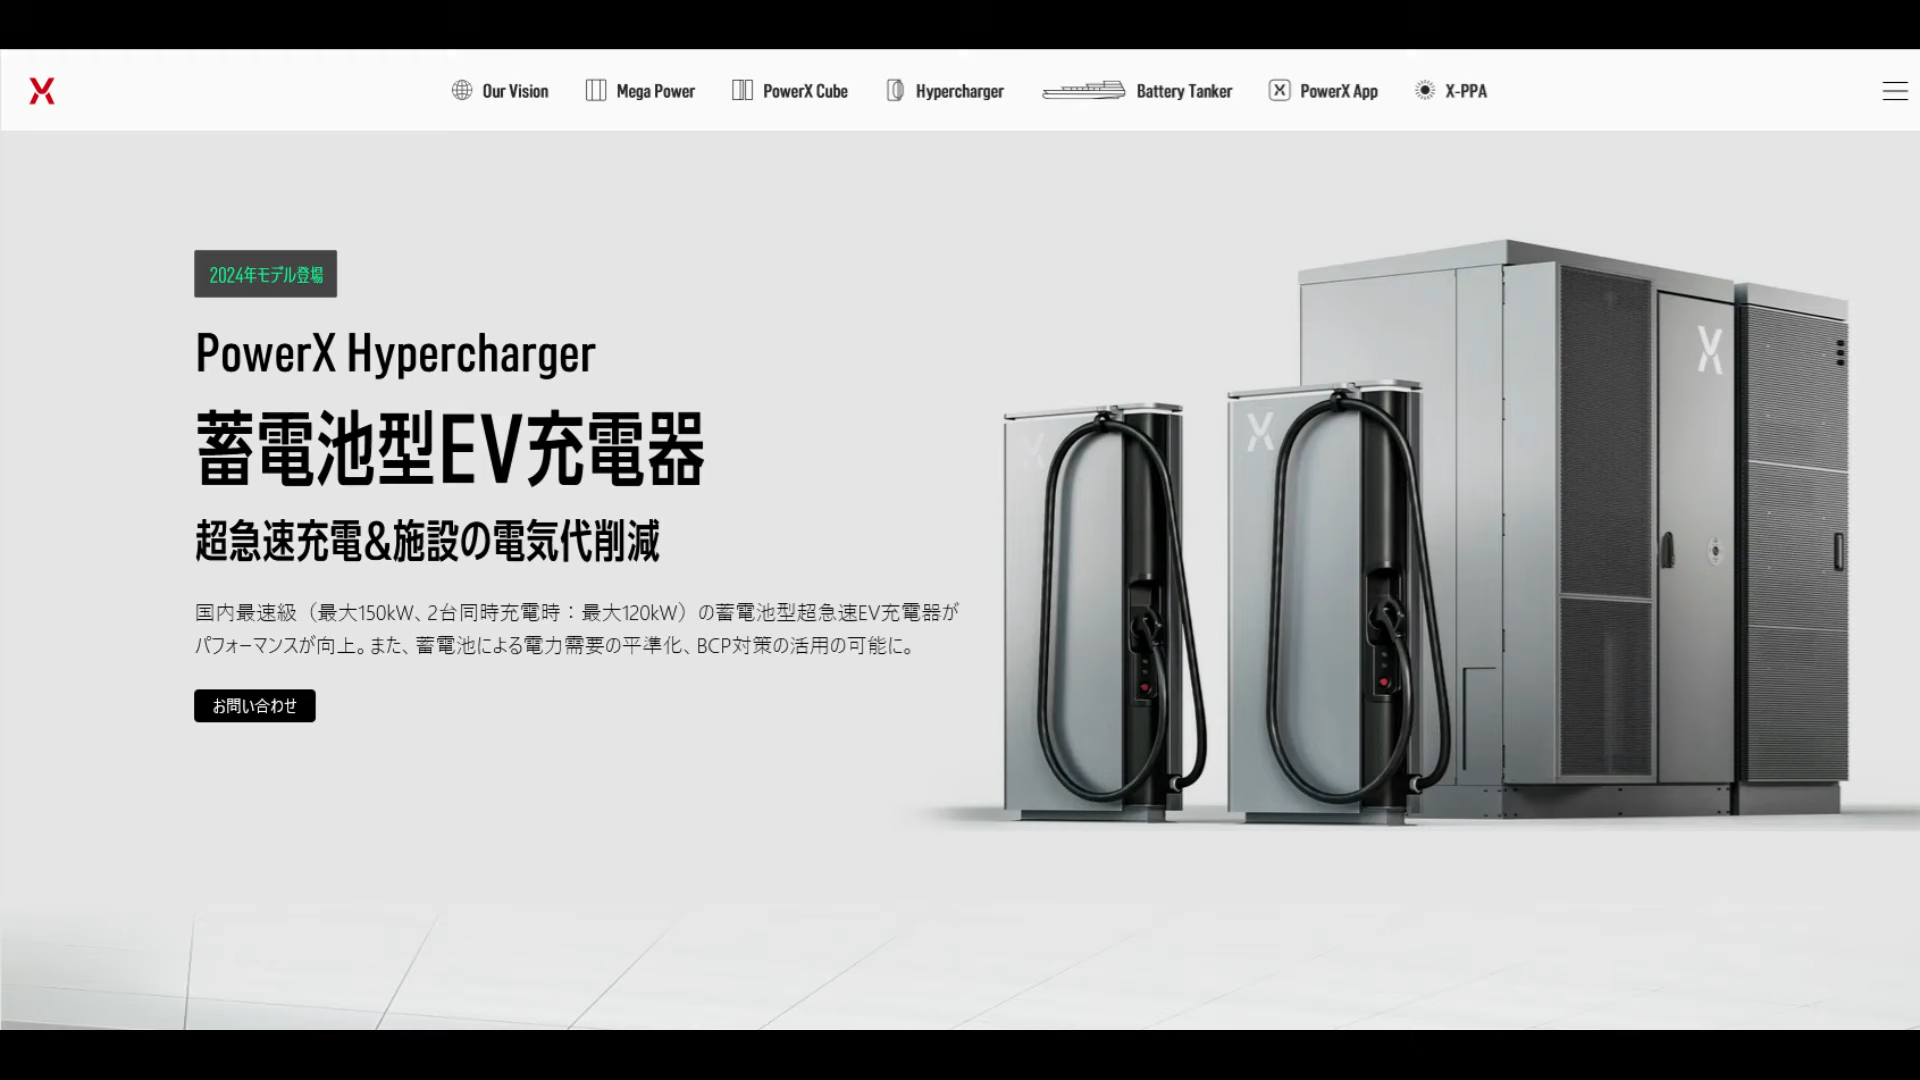 Our Vision
Mega Power
PowerX Cube
Hypercharger
Battery Tanker
PowerX App
X-PPA
2024年モデル登場
PowerX Hypercharger
蓄電池型EV充電器
超急速充電&施設の電気代削減
国内最速級（最大150kW、2台同時充電時：最大120kW）の蓄電池型超急速EV充電器が
パフォーマンスが向上。また、蓄電池による電力需要の平準化、BCP対策の活用の可能に。
お問い合わせ